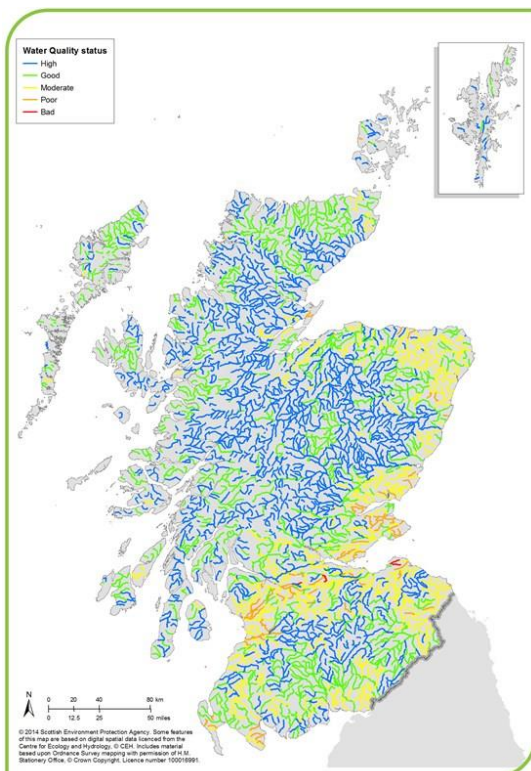 Water Quality status
High
Good
Moderate
Poor
Bad
N
0 20 40 80 km
0 12.5 25 50 miles
© 2014 Scottish Environment Protection Agency. Some features
of this map are based on digital spatial data licenced from the
Centre for Ecology and Hydrology, © CEH. Includes material
based upon Ordnance Survey mapping with permission of H.M.
Stationery Office, © Crown Copyright. Licence number 100016991.